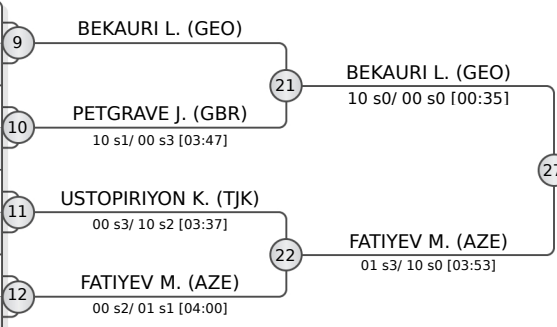 BEKAURI L. (GEO)
9
21
BEKAURI L. (GEO)
10 s0/ 00 s0 [00:35]
PETGRAVE J. (GBR)
10
10 s1/ 00 s3 [03:47]
27
USTOPIRIYON K. (TJK)
11
00 s3/ 10 s2 [03:37]
22
FATIYEV M. (AZE)
01 s3/ 10 s0 [03:53]
FATIYEV M. (AZE)
12
00 s2/ 01 s1 [04:00]